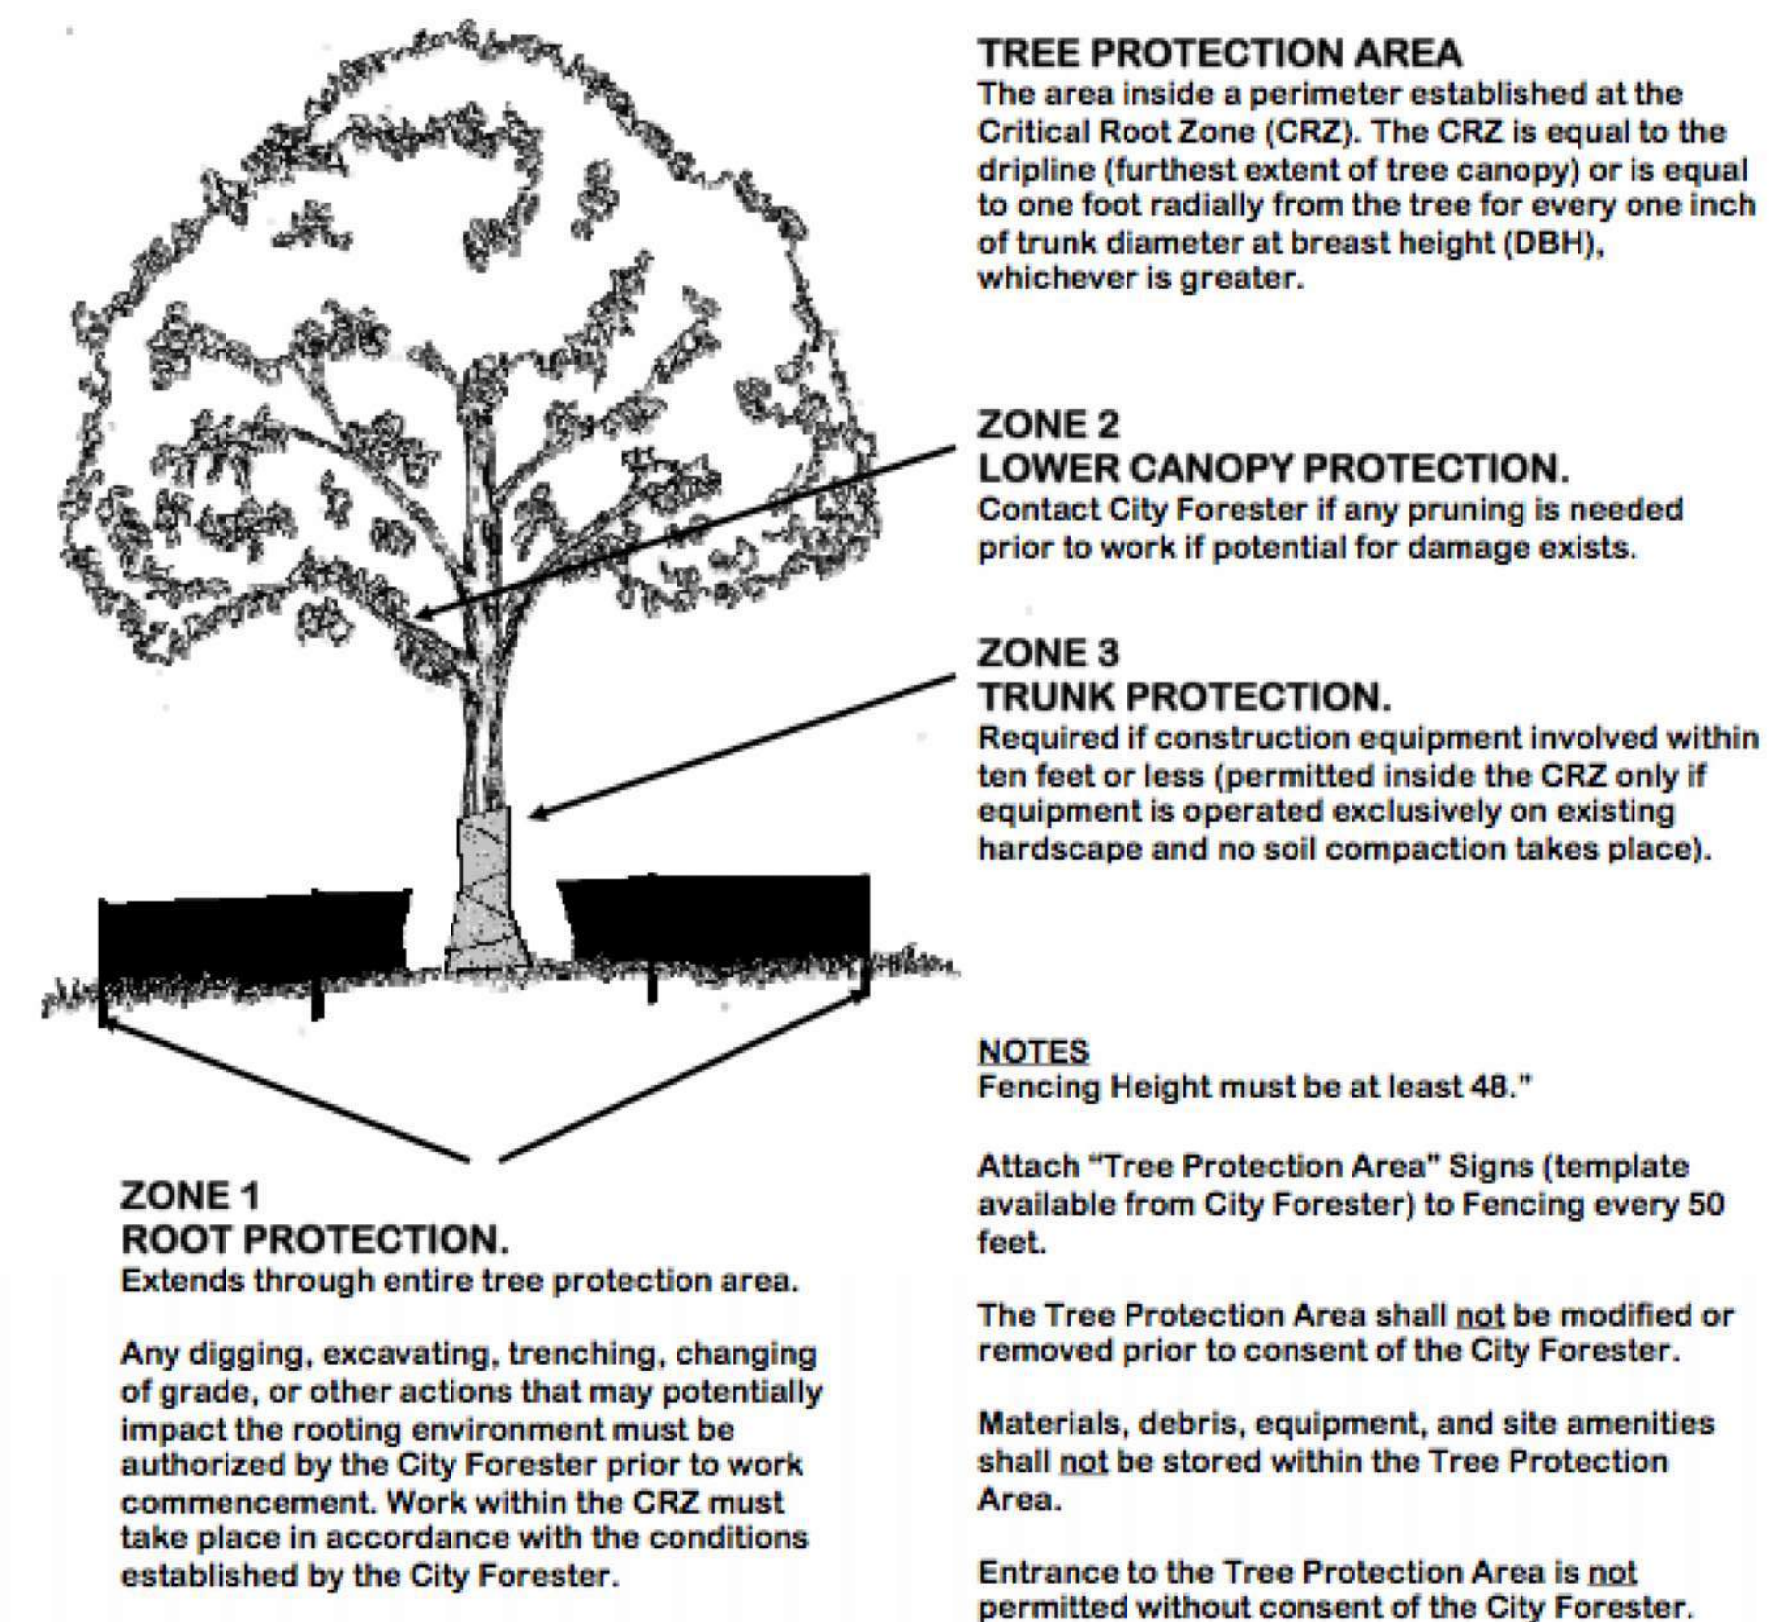 TREE PROTECTION AREA
The area inside a perimeter established at the
Critical Root Zone (CRZ). The CRZ is equal to the
dripline (furthest extent of tree canopy) or is equal
to one foot radially from the tree for every one inch
of trunk diameter at breast height (DBH),
whichever is greater.
ZONE 2
LOWER CANOPY PROTECTION.
Contact City Forester if any pruning is needed
prior to work if potential for damage exists.
ZONE 3
TRUNK PROTECTION.
Required if construction equipment involved within
ten feet or less (permitted inside the CRZ only if
equipment is operated exclusively on existing
hardscape and no soil compaction takes place).
ZONE 1
ROOT PROTECTION.
Extends through entire tree protection area.
Any digging, excavating, trenching, changing
of grade, or other actions that may potentially
impact the rooting environment must be
authorized by the City Forester prior to work
commencement. Work within the CRZ must
take place in accordance with the conditions
established by the City Forester.
NOTES
Fencing Height must be at least 48."
Attach “Tree Protection Area" Signs (template
available from City Forester) to Fencing every 50
feet.
The Tree Protection Area shall not be modified or
removed prior to consent of the City Forester.
Materials, debris, equipment, and site amenities
shall not be stored within the Tree Protection
Area.
Entrance to the Tree Protection Area is not
permitted without consent of the City Forester.